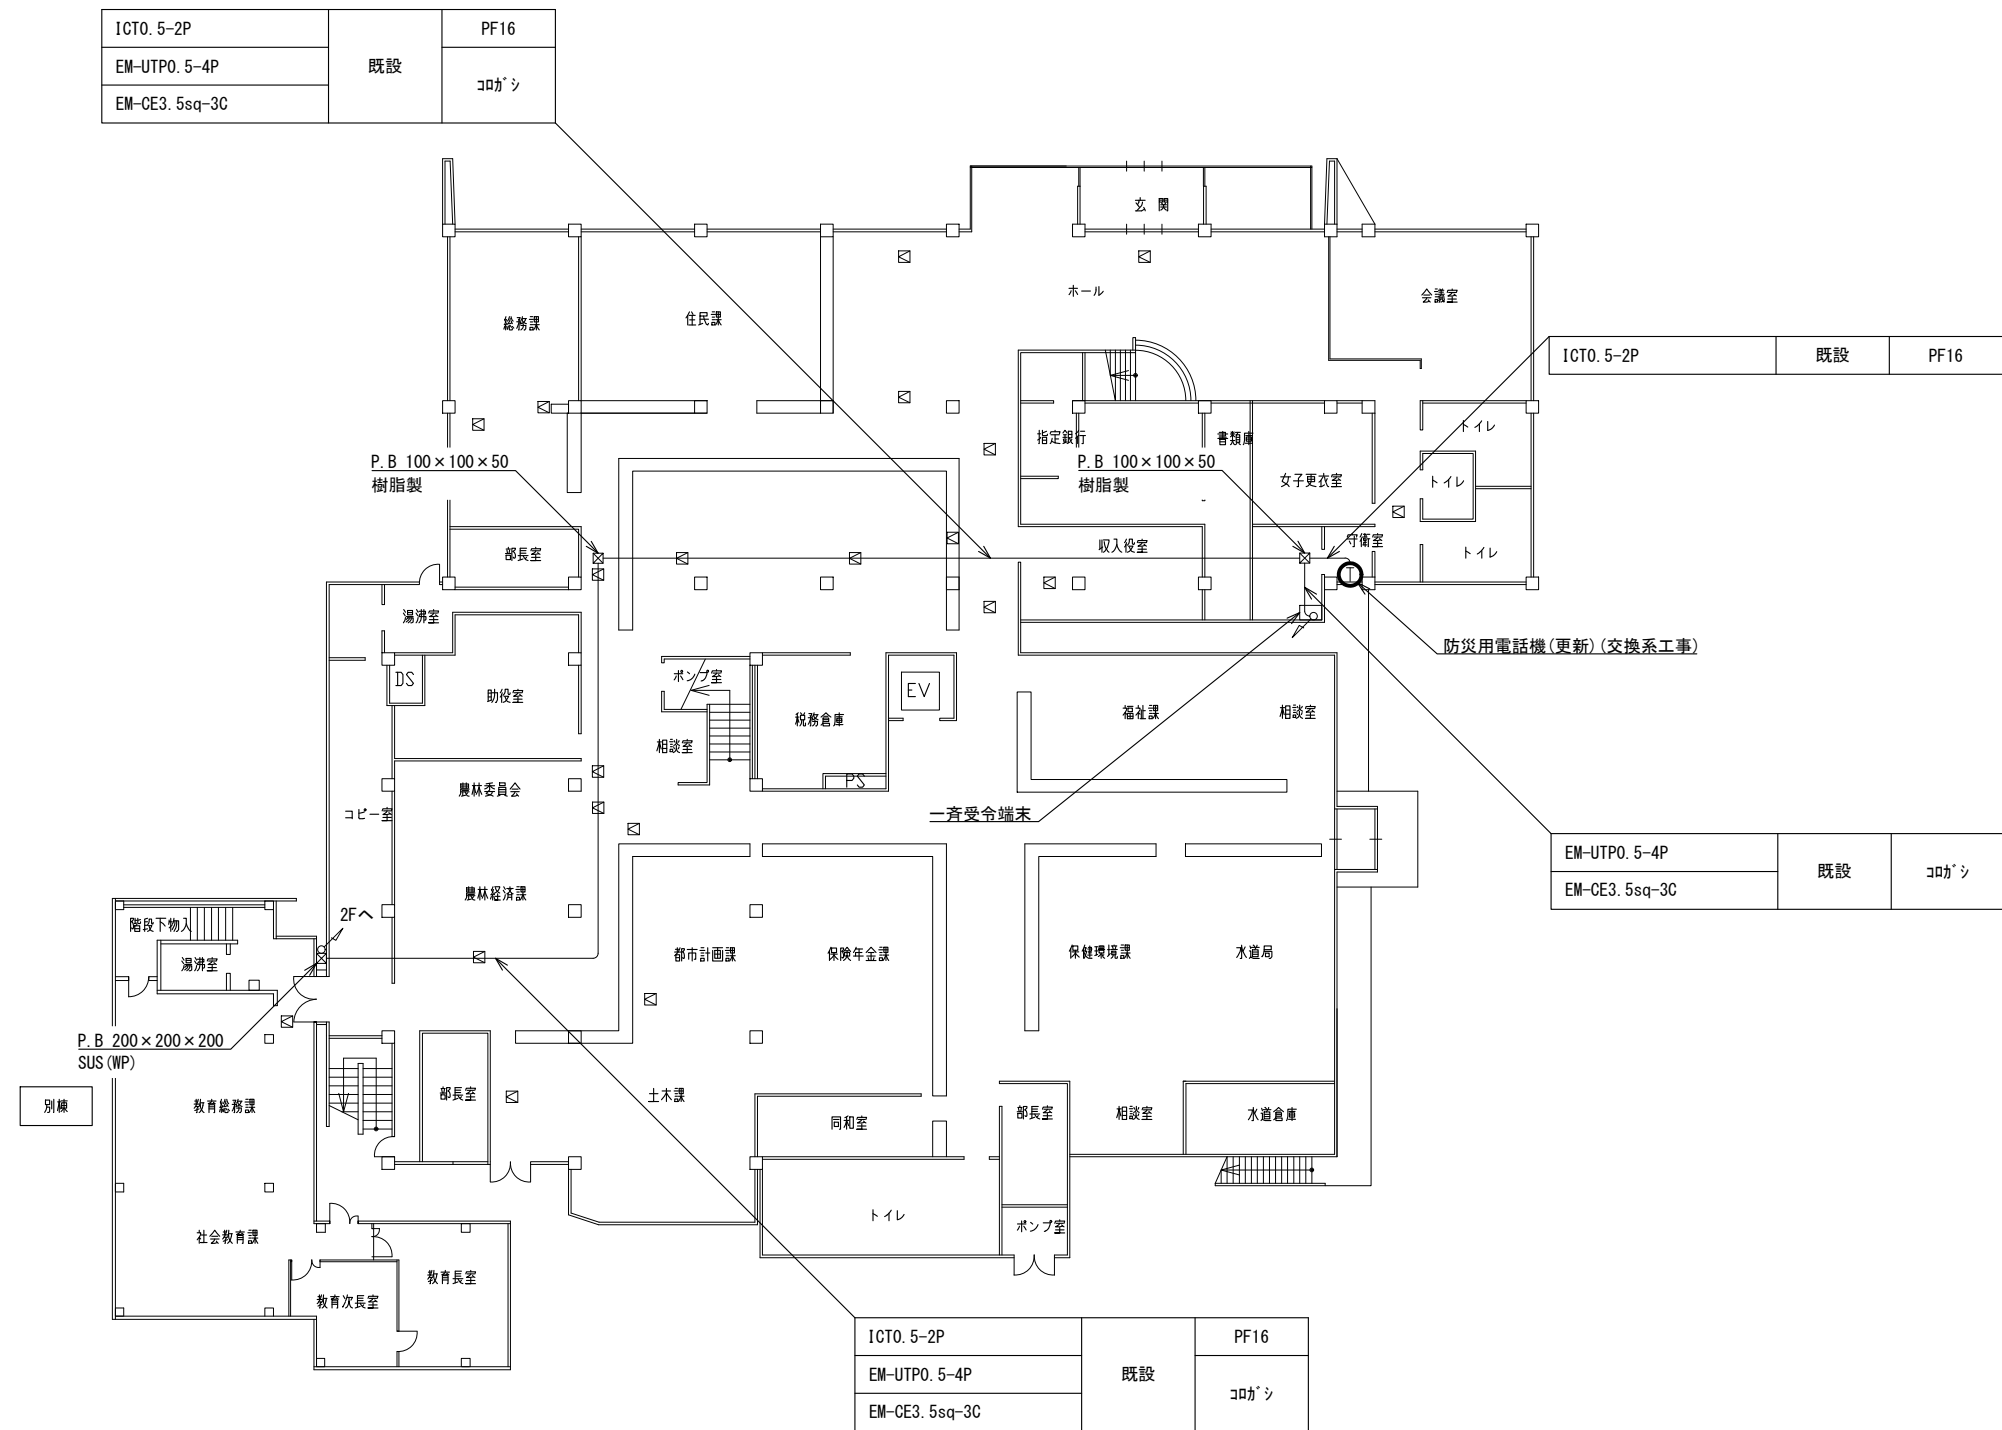 ICT0.5-2P
PF16
EM-UTP0.5-4P
既設
ｺﾛｶﾞｼ
EM-CE3.5sq-3C
玄 関
ホール
会議室
総務課
住民課
ICT0.5-2P
既設
PF16
指定銀行
書類庫
トイレ
P.B 100×100×50
樹脂製
P.B 100×100×50
樹脂製
女子更衣室
トイレ
部長室
収入役室
守衛室
トイレ
T
湯沸室
防災用電話機(更新)(交換系工事)
DS
助役室
ポンプ室
EV
税務倉庫
福祉課
相談室
相談室
PS
農林委員会
コピー室
一斉受令端末
EM-UTP0.5-4P
既設
ｺﾛｶﾞｼ
EM-CE3.5sq-3C
農林経済課
2Fへ
階段下物入
湯沸室
都市計画課
保険年金課
保健環境課
水道局
P.B 200×200×200
SUS(WP)
別棟
教育総務課
部長室
土木課
同和室
部長室
相談室
水道倉庫
トイレ
ポンプ室
社会教育課
教育長室
教育次長室
ICT0.5-2P
PF16
EM-UTP0.5-4P
既設
ｺﾛｶﾞｼ
EM-CE3.5sq-3C